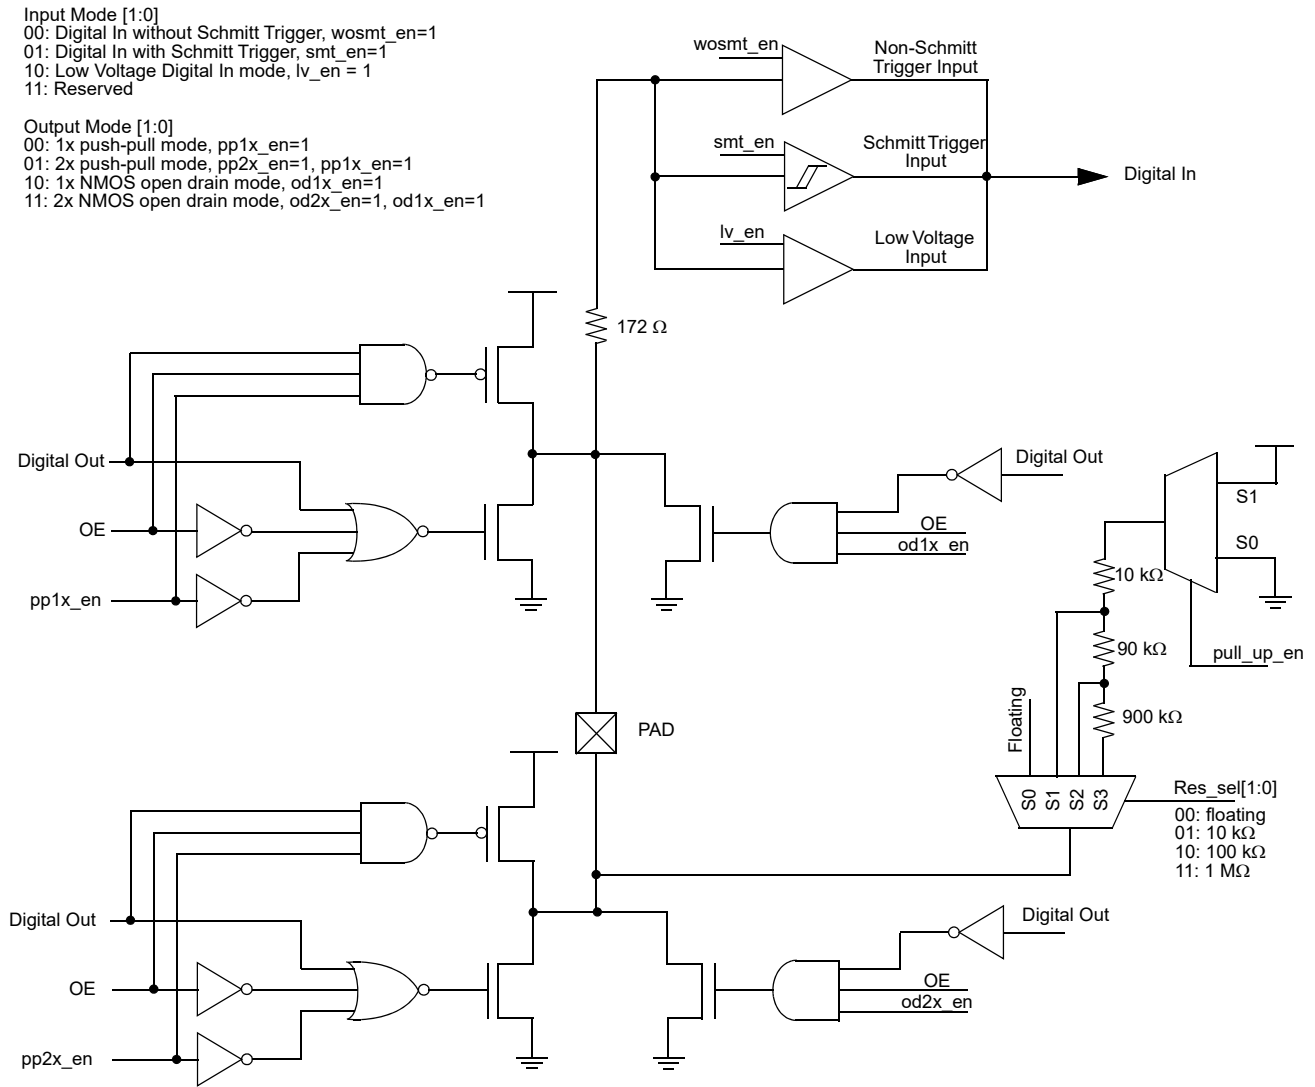 Input Mode [1:0]
00: Digital In without Schmitt Trigger, wosmt_en=1
01: Digital In with Schmitt Trigger, smt_en=1
10: Low Voltage Digital In mode, lv_en = 1
11: Reserved
Output Mode [1:0]
00: 1x push-pull mode, pp1x_en=1
01: 2x push-pull mode, pp2x_en=1, pp1x_en=1
10: 1x NMOS open drain mode, od1x_en=1
11: 2x NMOS open drain mode, od2x_en=1, od1x_en=1
wosmt_en
Non-Schmitt
Trigger Input
smt_en
Schmitt Trigger
Input
Digital In
lv_en
Low Voltage
Input
172 Ω
Digital Out
OE
pp1x_en
Digital Out
OE
od1x_en
S1
S0
10 kΩ
90 kΩ
pull_up_en
900 kΩ
Floating
PAD
S0
S1
S2
S3
Res_sel[1:0]
00: floating
01: 10 kΩ
10: 100 kΩ
11: 1 MΩ
Digital Out
OE
pp2x_en
Digital Out
OE
od2x_en